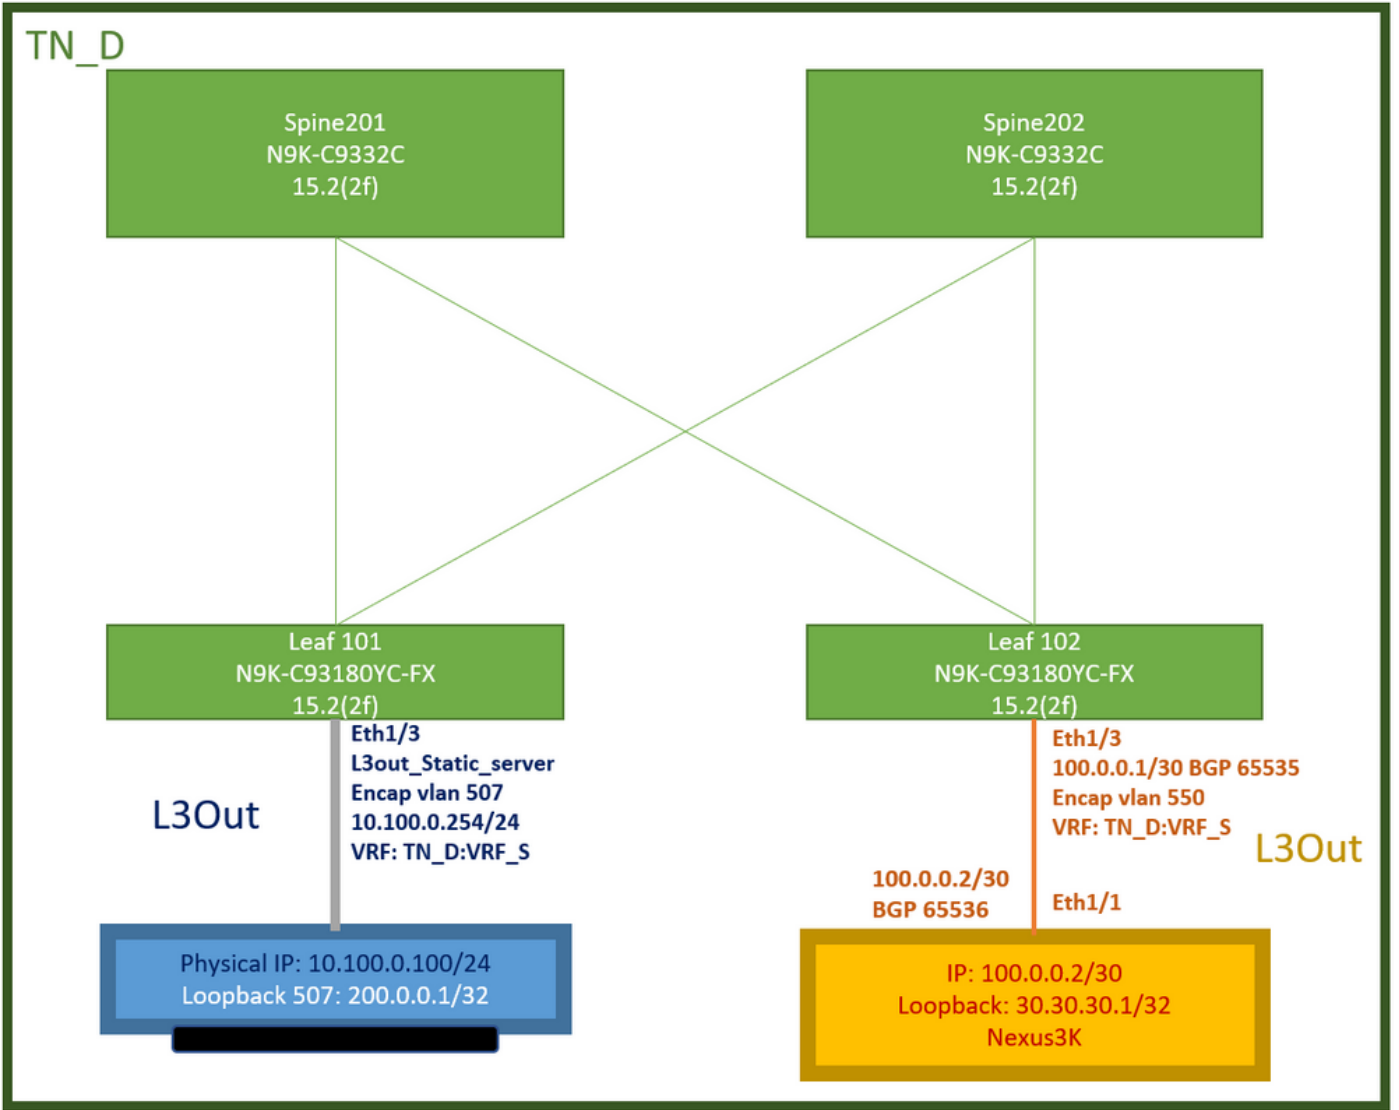 TN_D
Spine201
N9K-C9332C
15.2(2f)
Spine202
N9K-C9332C
15.2(2f)
Leaf 101
N9K-C93180YC-FX
15.2(2f)
Leaf 102
N9K-C93180YC-FX
15.2(2f)
L3Out
Eth1/3
L3out_Static_server
Encap vlan 507
10.100.0.254/24
VRF: TN_D:VRF_S
Eth1/3
100.0.0.1/30 BGP 65535
Encap vlan 550
VRF: TN_D:VRF_S
L3Out
100.0.0.2/30
BGP 65536
Eth1/1
Physical IP: 10.100.0.100/24
Loopback 507: 200.0.0.1/32
IP: 100.0.0.2/30
Loopback: 30.30.30.1/32
Nexus3K